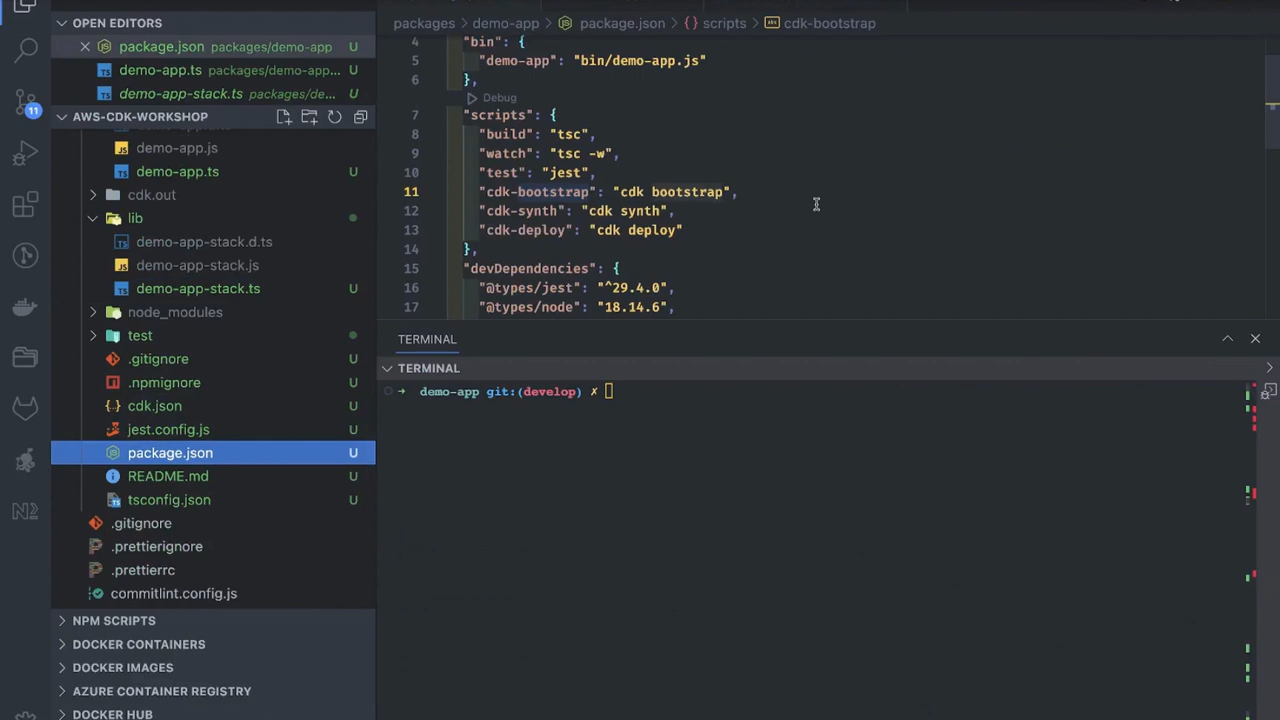 OPEN EDITORS
package.json packages/demo-app U
demo-app.ts packages/demo-app... U
demo-app-stack.ts packages/de... U
11
AWS-CDK-WORKSHOP
demo-app.js
demo-app.ts U
cdk.out
lib
demo-app-stack.d.ts
demo-app-stack.js
demo-app-stack.ts U
node_modules
test
.gitignore U
.npmignore U
cdk.json U
jest.config.js U
package.json U
README.md U
tsconfig.json U
.gitignore
.prettierignore
.prettierrc
commitlint.config.js
NPM SCRIPTS
DOCKER CONTAINERS
DOCKER IMAGES
AZURE CONTAINER REGISTRY
DOCKER HUB
packages > demo-app > package.json > {} scripts > cdk-bootstrap
4 "bin": {
5 "demo-app": "bin/demo-app.js"
6 },
Debug
7 "scripts": {
8 "build": "tsc",
9 "watch": "tsc -w",
10 "test": "jest",
11 "cdk-bootstrap": "cdk bootstrap",
12 "cdk-synth": "cdk synth",
13 "cdk-deploy": "cdk deploy"
14 },
15 "devDependencies": {
16 "@types/jest": "^29.4.0",
17 "@types/node": "18.14.6",
TERMINAL
TERMINAL
→ demo-app git:(develop) ✗